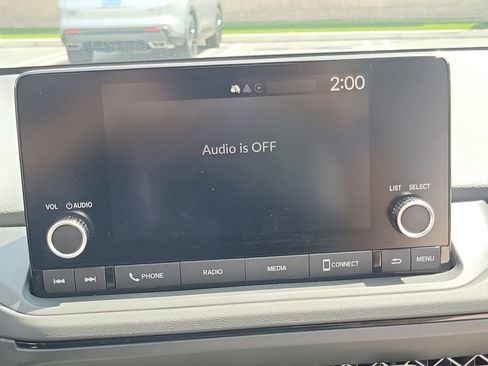 2:00
Audio is OFF
VOL AUDIO
LIST SELECT
PHONE RADIO MEDIA CONNECT MENU